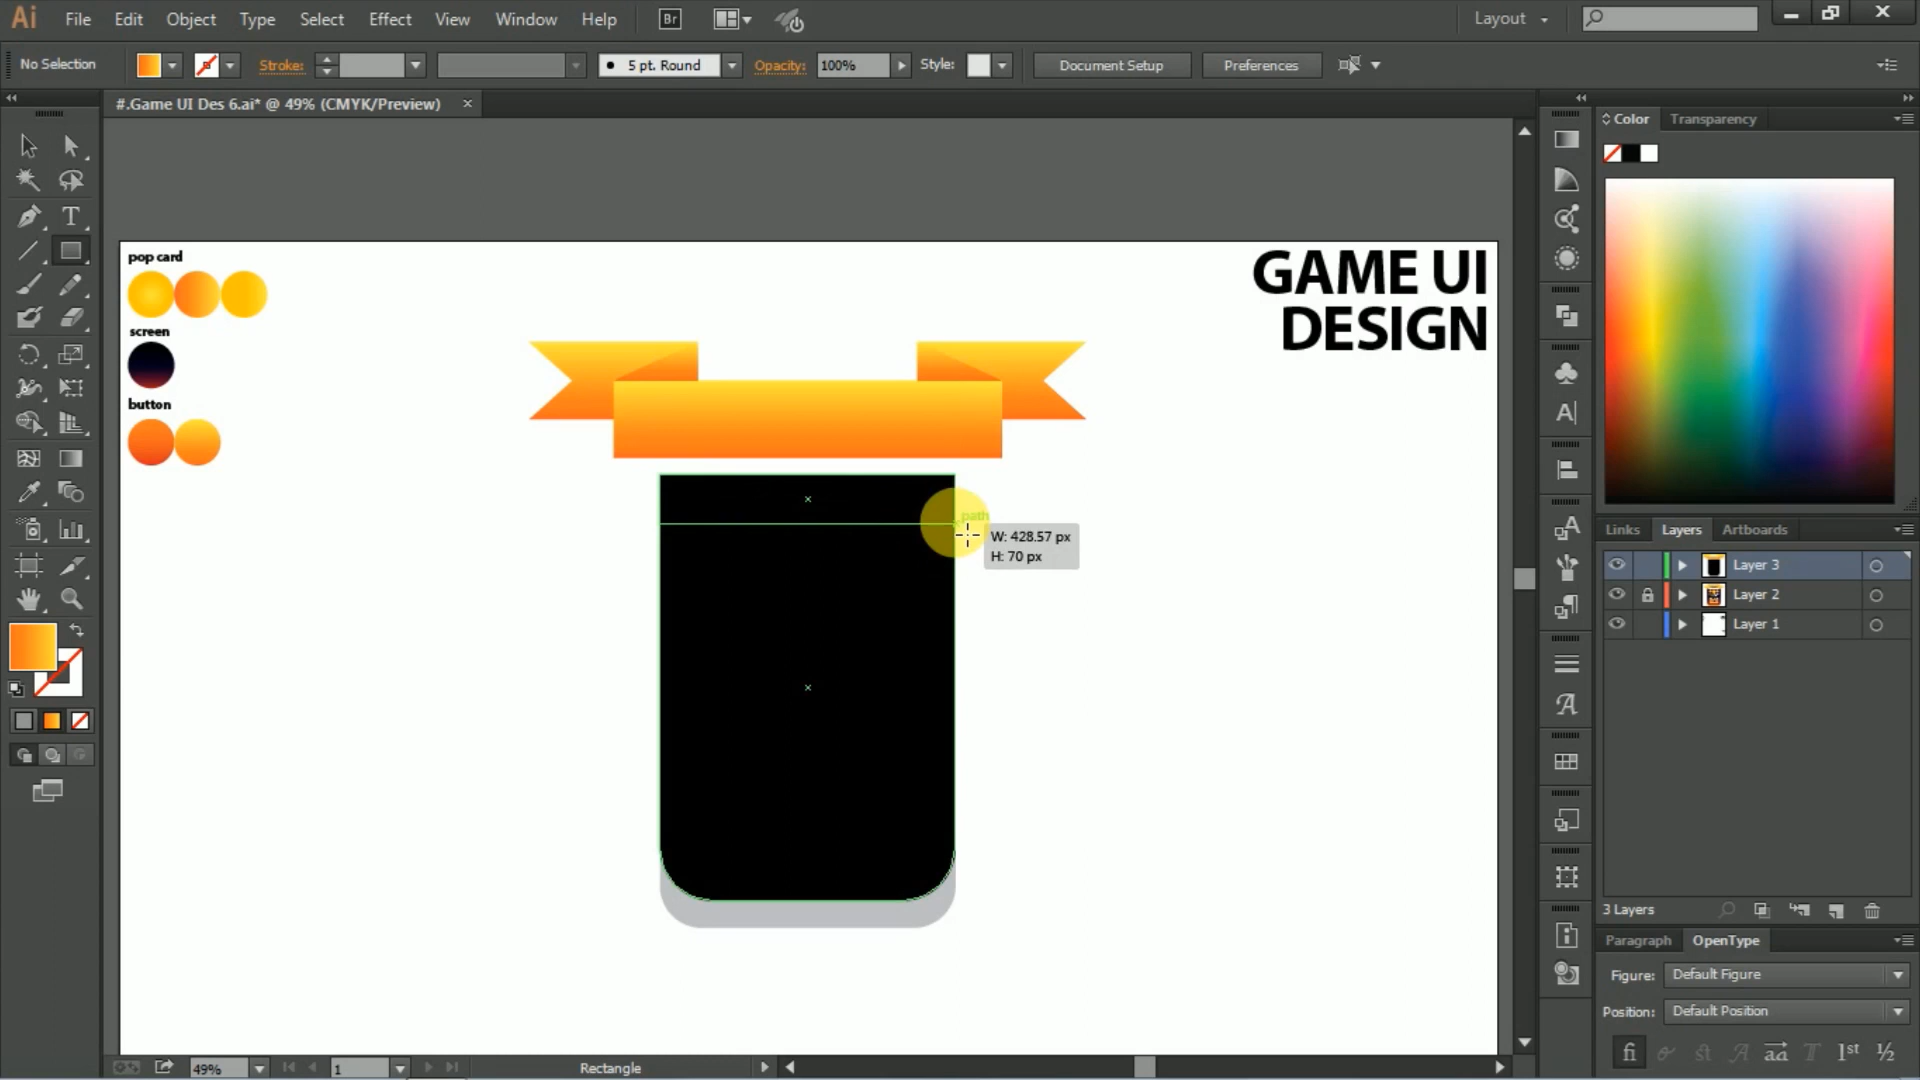 Ai File Edit Object Type Select Effect View Window Help Br Layout
No Selection Stroke: 5 pt. Round Opacity: 100% Style: Document Setup Preferences
#.Game UI Des 6.ai* @ 49% (CMYK/Preview) ×
Color Transparency
pop card
screen
button
GAME UI
DESIGN
path
W: 428.57 px
H: 70 px
Links Layers Artboards
Layer 3
Layer 2
Layer 1
3 Layers
Paragraph OpenType
Figure: Default Figure
Position: Default Position
49% 1 Rectangle